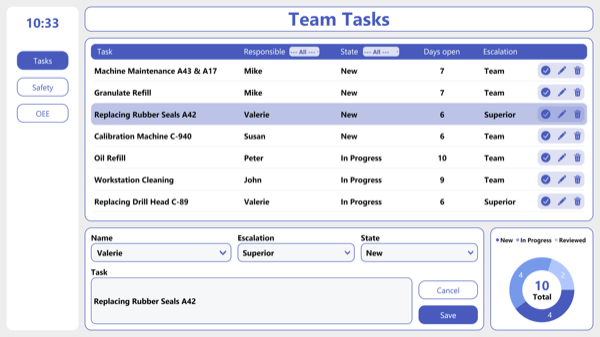 10:33
Team Tasks
Tasks
Safety
OEE
Task Responsible -- All -- State -- All -- Days open Escalation
Machine Maintenance A43 & A17 Mike New 7 Team
Granulate Refill Mike New 7 Team
Replacing Rubber Seals A42 Valerie New 6 Superior
Calibration Machine C-940 Susan New 6 Team
Oil Refill Peter In Progress 10 Team
Workstation Cleaning John In Progress 9 Team
Replacing Drill Head C-89 Valerie In Progress 6 Superior
Name Escalation State
Valerie Superior New
Task
Replacing Rubber Seals A42
Cancel
Save
New In Progress Reviewed
4 2
10
Total
4